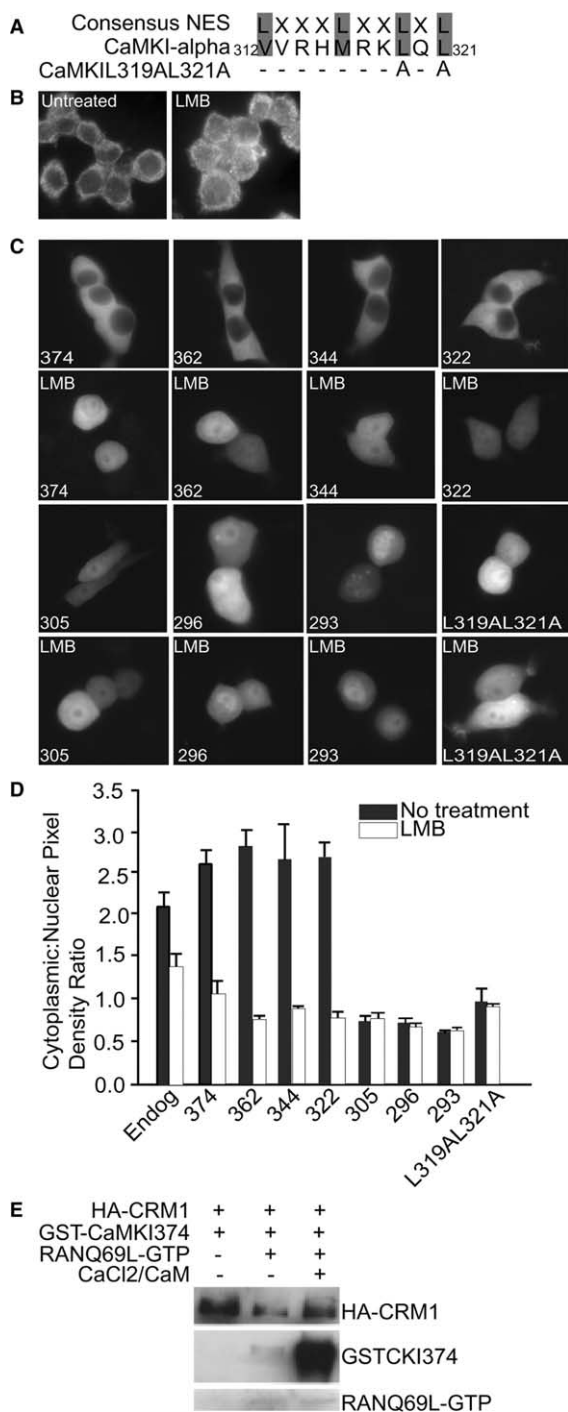 A
Consensus NES L X X X L X X L X L
CaMKI-alpha 312 V V R H M R K L Q L 321
CaMKIL319AL321A - - - - - - - A - A
B
Untreated LMB
C
374 362 344 322
LMB LMB LMB LMB
374 362 344 322
305 296 293 L319AL321A
LMB LMB LMB LMB
305 296 293 L319AL321A
D
3.5
3.0
2.5
2.0
1.5
1.0
0.5
0.0
Cytoplasmic:Nuclear Pixel
Density Ratio
No treatment
LMB
Endog 374 362 344 322 305 296 293 L319AL321A
E
HA-CRM1 + + +
GST-CaMKI374 + + +
RANQ69L-GTP - + +
CaCl2/CaM - - +
HA-CRM1
GSTCKI374
RANQ69L-GTP